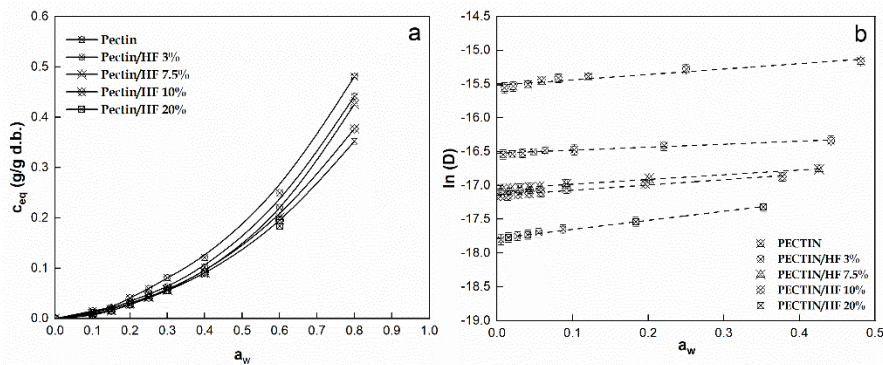 a
0.6
0.5
0.4
0.3
0.2
0.1
0.0
c_eq (g/g d.b.)
Pectin
Pectin/HF 3%
Pectin/HF 7.5%
Pectin/HF 10%
Pectin/HF 20%
0.0 0.1 0.2 0.3 0.4 0.5 0.6 0.7 0.8 0.9 1.0
a_w
b
-15.0
-15.5
-16.0
-16.5
-17.0
-17.5
-18.0
-18.5
-19.0
ln (D)
PECTIN
PECTIN/HF 3%
PECTIN/HF 7.5%
PECTIN/HF 10%
PECTIN/HF 20%
0.0 0.1 0.2 0.3 0.4 0.5
a_w